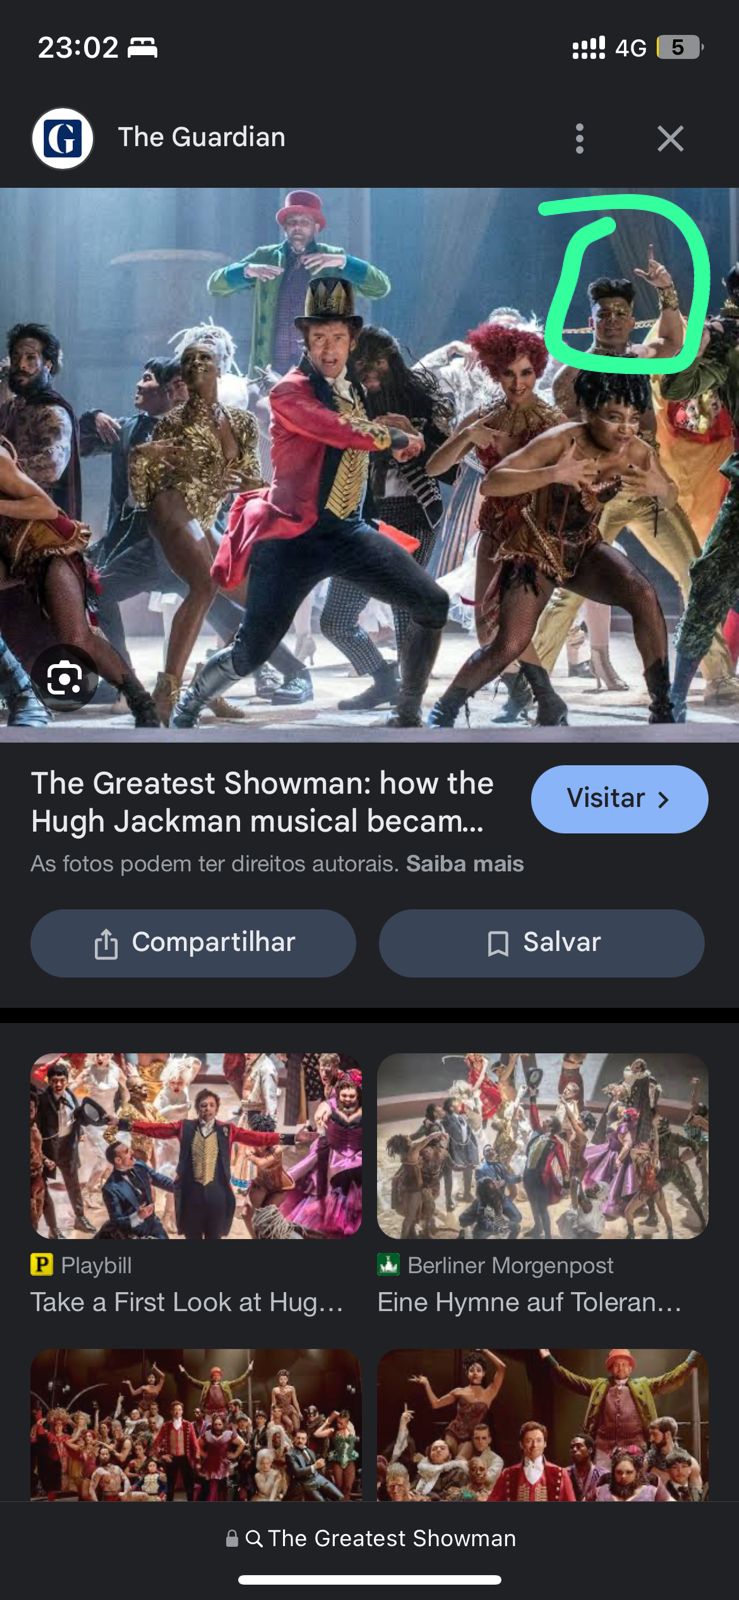 23:02
4G 5
G The Guardian
The Greatest Showman: how the
Hugh Jackman musical becam...
Visitar
As fotos podem ter direitos autorais. Saiba mais
Compartilhar
Salvar
P Playbill
Take a First Look at Hug...
Berliner Morgenpost
Eine Hymne auf Toleran...
The Greatest Showman